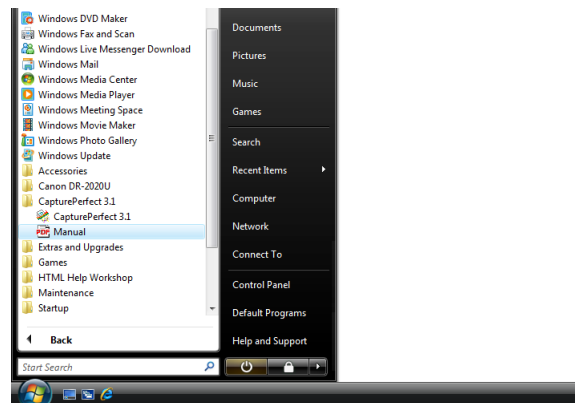 Windows DVD Maker
Windows Fax and Scan
Windows Live Messenger Download
Windows Mail
Windows Media Center
Windows Media Player
Windows Meeting Space
Windows Movie Maker
Windows Photo Gallery
Windows Update
Accessories
Canon DR-2020U
CapturePerfect 3.1
CapturePerfect 3.1
PDF Manual
Extras and Upgrades
Games
HTML Help Workshop
Maintenance
Startup
Back
Start Search
Documents
Pictures
Music
Games
Search
Recent Items
Computer
Network
Connect To
Control Panel
Default Programs
Help and Support